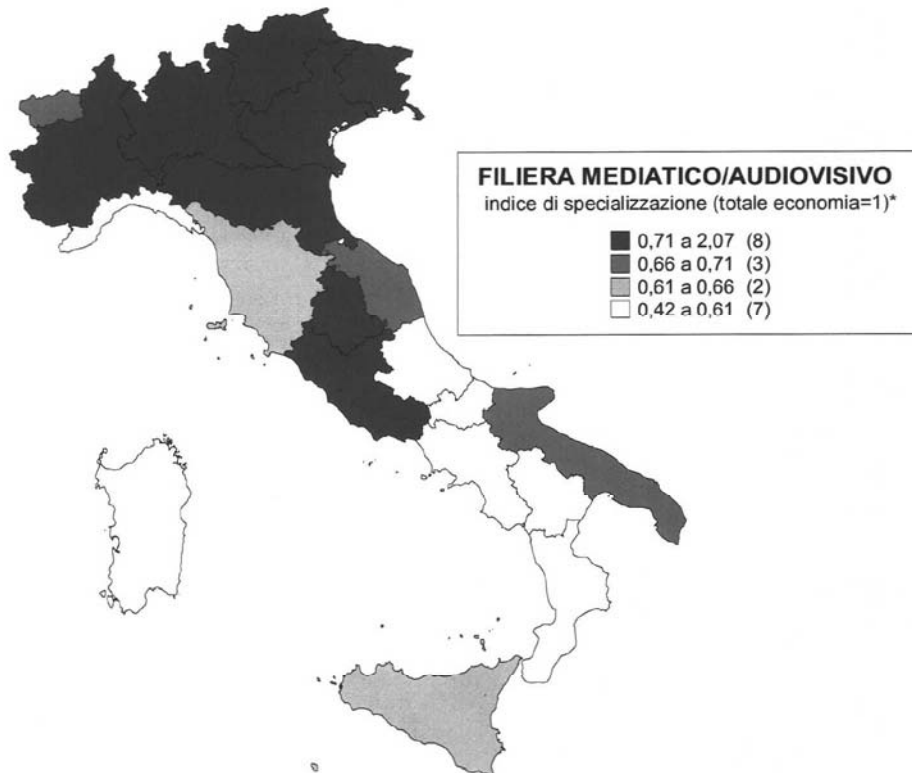 FILIERA MEDIATICO/AUDIOVISIVO
indice di specializzazione (totale economia=1)*
0,71 a 2,07 (8)
0,66 a 0,71 (3)
0,61 a 0,66 (2)
0,42 a 0,61 (7)